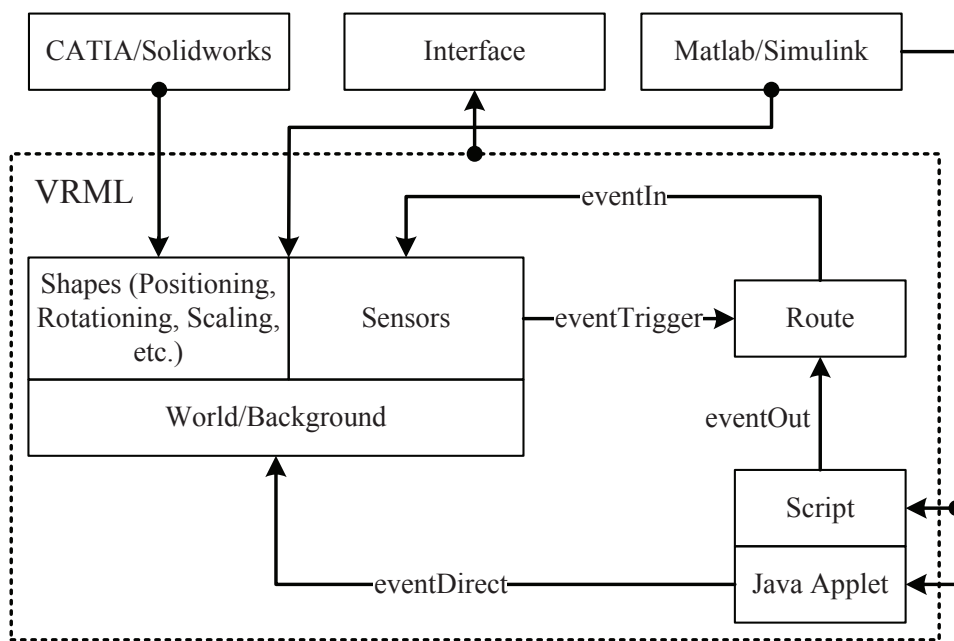 CATIA/Solidworks
Interface
Matlab/Simulink
VRML
eventIn
Shapes (Positioning,
Rotationing, Scaling,
etc.)
Sensors
eventTrigger
Route
World/Background
eventOut
Script
eventDirect
Java Applet